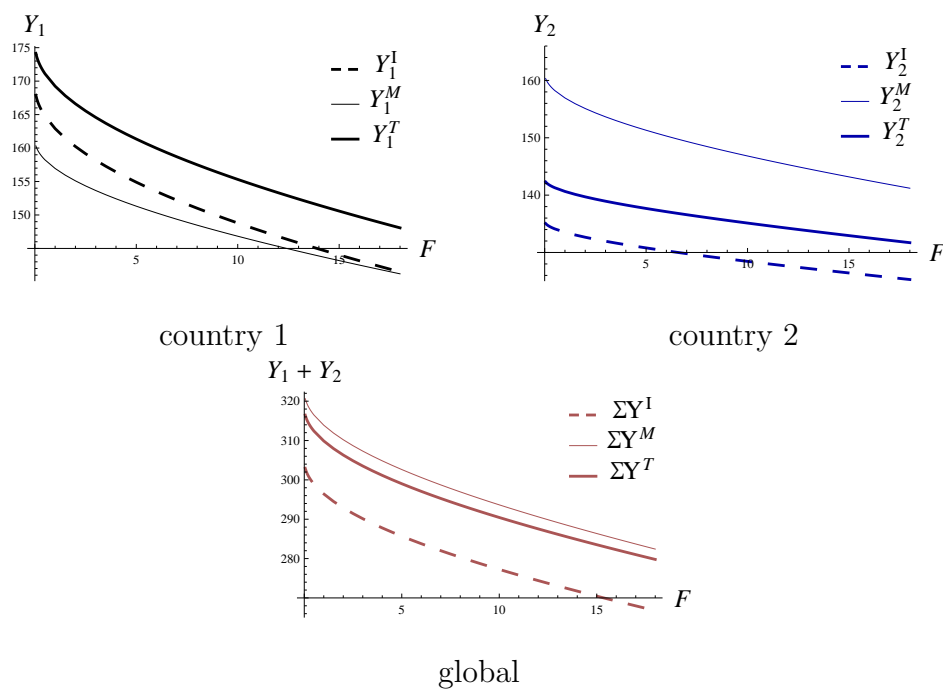 Y₁
175
170
165
160
155
150
5 10 15 F
Y₁ᴵ
Y₁ᴹ
Y₁ᵀ
country 1
Y₂
160
150
140
5 10 15 F
Y₂ᴵ
Y₂ᴹ
Y₂ᵀ
country 2
Y₁ + Y₂
320
310
300
290
280
5 10 15 F
ΣYᴵ
ΣYᴹ
ΣYᵀ
global